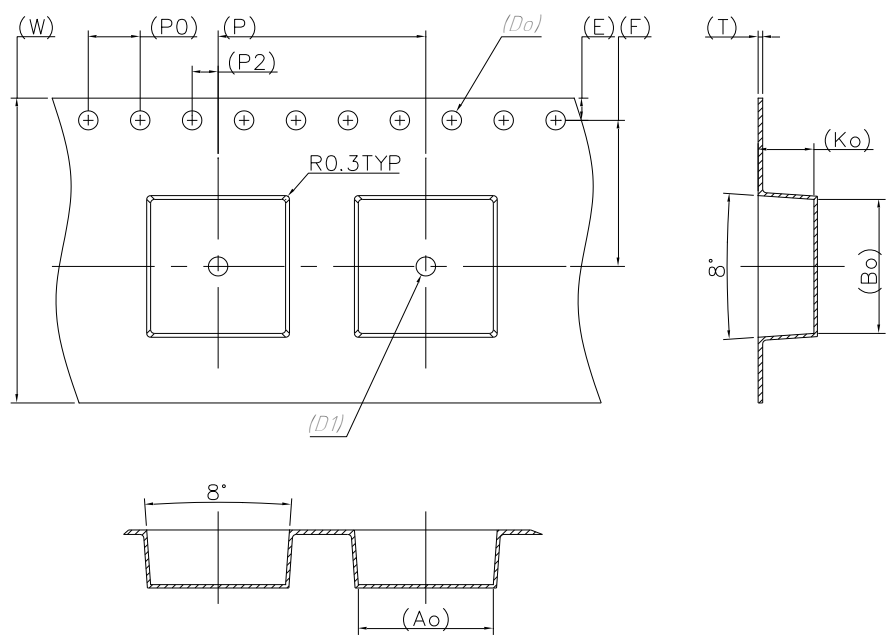 (W)
(P0)
(P)
(Do)
(E)
(F)
(T)
(P2)
(Ko)
R0.3TYP
8°
(Bo)
(D1)
8°
(Ao)